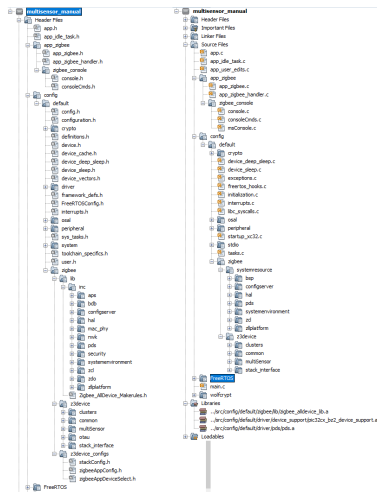 multisensor_manual
Header Files
app.h
app_idle_task.h
app_zigbee
app_zigbee.h
app_zigbee_handler.h
zigbee_console
console.h
consoleCmds.h
config
default
config.h
configuration.h
crypto
definitions.h
device.h
device_cache.h
device_deep_sleep.h
device_sleep.h
device_vectors.h
driver
framework_defs.h
FreeRTOSConfig.h
interrupts.h
osal
peripheral
sys_tasks.h
system
toolchain_specifics.h
user.h
zigbee
lib
inc
aps
bdb
configserver
hal
mac_phy
nwk
pds
security
systemenvironment
zcl
zdo
zllplatform
Zigbee_AllDevice_Makerules.h
z3device
clusters
common
multiSensor
otau
stack_interface
z3device_configs
stackConfig.h
zigbeeAppConfig.h
zigbeeAppDeviceSelect.h
FreeRTOS
multisensor_manual
Header Files
Important Files
Linker Files
Source Files
app.c
app_idle_task.c
app_user_edits.c
app_zigbee
app_zigbee.c
app_zigbee_handler.c
zigbee_console
console.c
consoleCmds.c
msConsole.c
config
default
crypto
device_deep_sleep.c
device_sleep.c
exceptions.c
freertos_hooks.c
initialization.c
interrupts.c
libc_syscalls.c
osal
peripheral
startup_xc32.c
stdio
tasks.c
zigbee
systemresource
bsp
configserver
hal
pds
systemenvironment
zcl
zllplatform
z3device
clusters
common
multiSensor
stack_interface
FreeRTOS
main.c
wolfcrypt
Libraries
../src/config/default/zigbee/lib/zigbee_alldevice_lib.a
../src/config/default/driver/device_support/pic32cx_bz2_device_support.a
../src/config/default/driver/pds/pds.a
Loadables